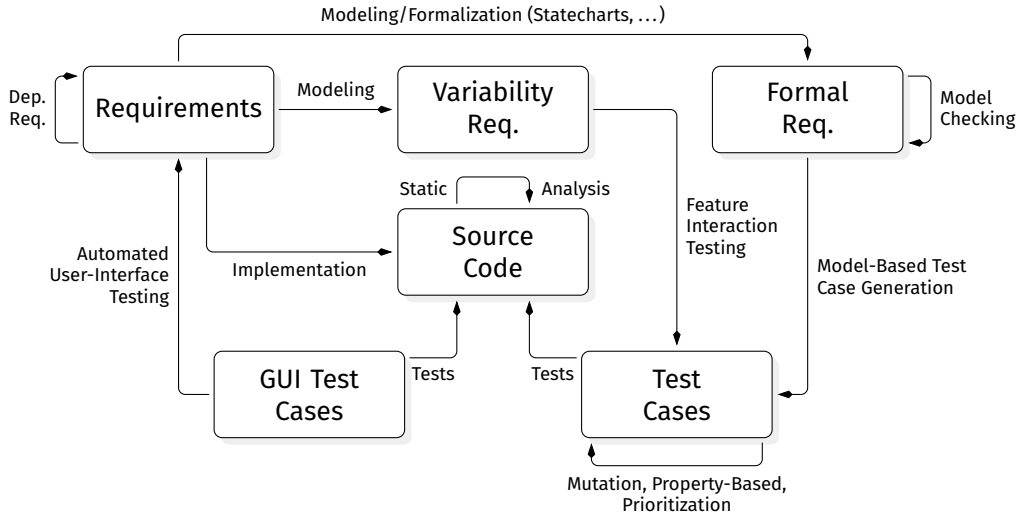 Modeling/Formalization (Statecharts, …)
Dep.
Req.
Requirements
Modeling
Variability
Req.
Formal
Req.
Model
Checking
Static
Analysis
Source
Code
Feature
Interaction
Testing
Automated
User-Interface
Testing
Implementation
Model-Based Test
Case Generation
GUI Test
Cases
Tests
Tests
Test
Cases
Mutation, Property-Based,
Prioritization